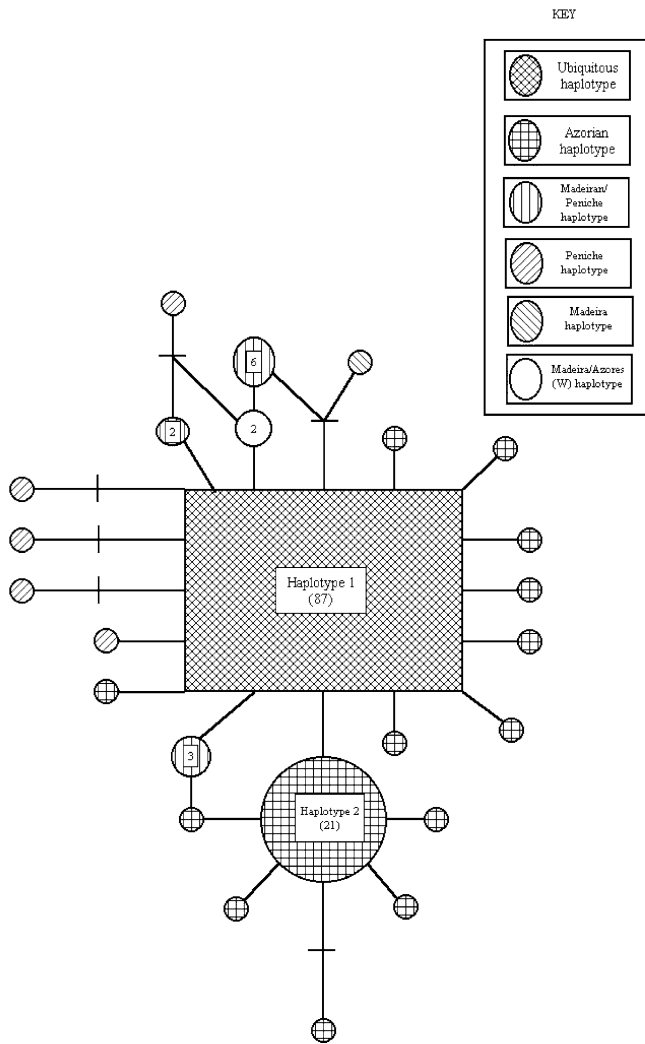 KEY
Ubiquitous
haplotype
Azorian
haplotype
Madeiran/
Peniche
haplotype
Peniche
haplotype
Madeira
haplotype
Madeira/Azores
(W) haplotype
6
2
2
Haplotype 1
(87)
3
Haplotype 2
(21)